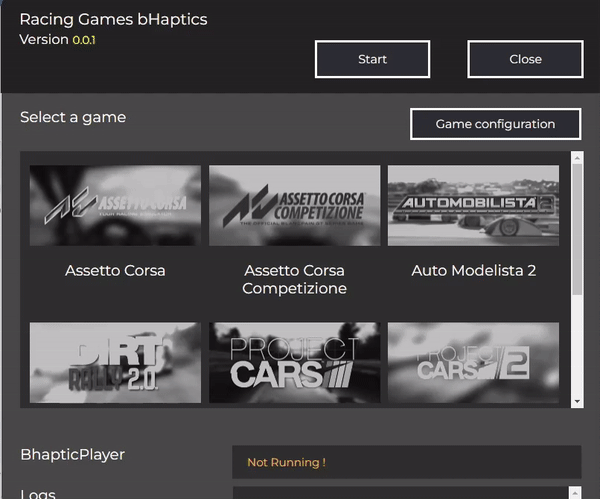 Racing Games bHaptics
Version 0.0.1
Start
Close
Select a game
Game configuration
ASSETTO CORSA
YOUR RACING SIMULATOR
ASSETTO CORSA
COMPETIZIONE
THE OFFICIAL BLANCPAIN GT SERIES GAME
AUTOMOBILISTA 2
Assetto Corsa
Assetto Corsa
Competizione
Auto Modelista 2
DIRT
RALLY 2.0
PROJECT
CARS
PROJECT
CARS 2
BhapticPlayer
Not Running !
Logs